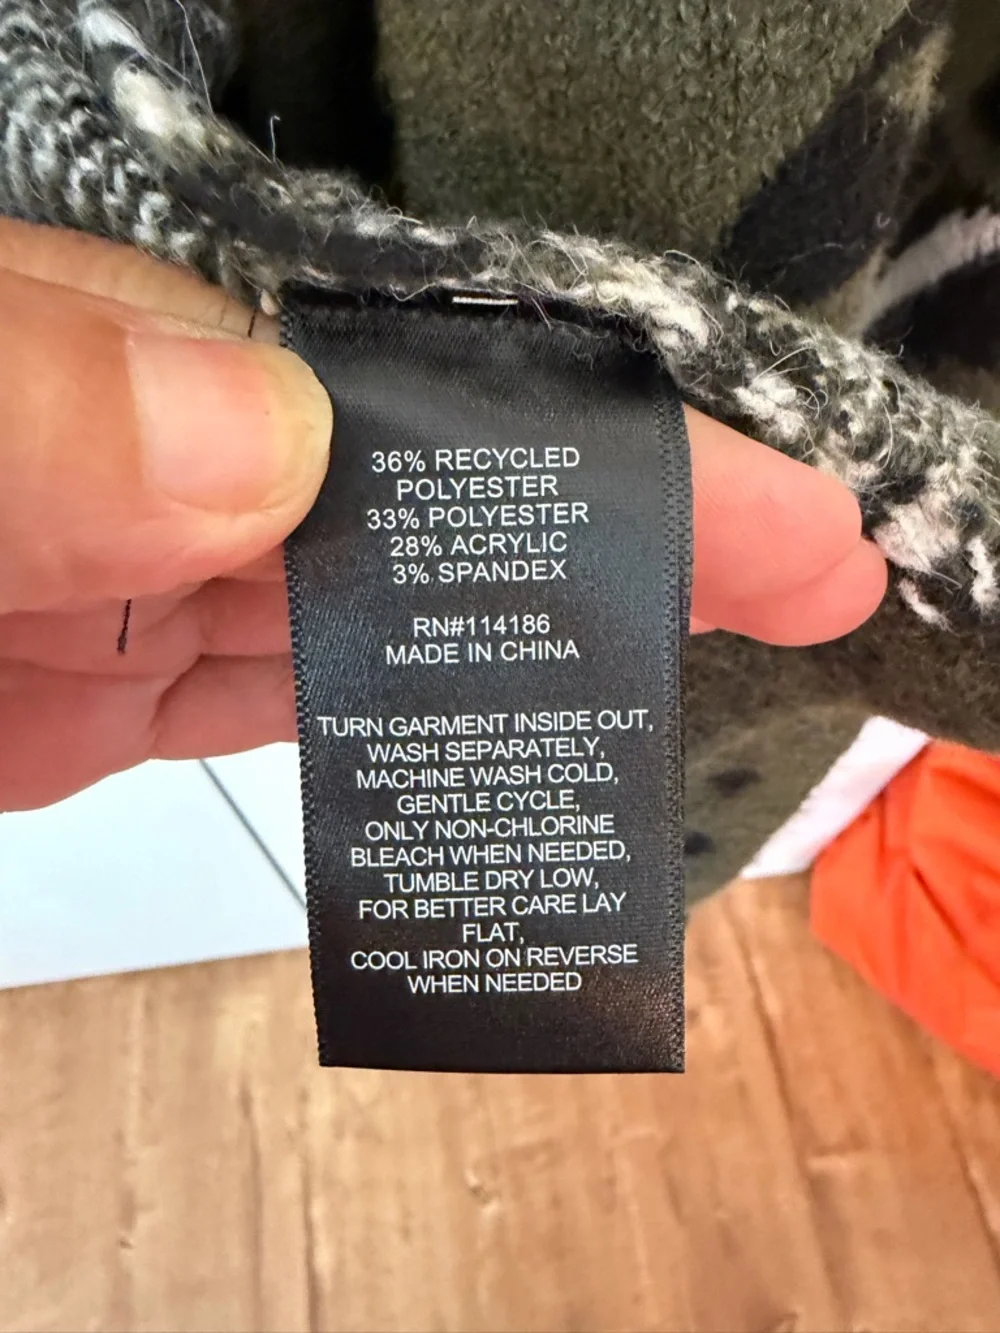 36% RECYCLED
POLYESTER
33% POLYESTER
28% ACRYLIC
3% SPANDEX
RN#114186
MADE IN CHINA
TURN GARMENT INSIDE OUT,
WASH SEPARATELY,
MACHINE WASH COLD,
GENTLE CYCLE,
ONLY NON-CHLORINE
BLEACH WHEN NEEDED,
TUMBLE DRY LOW,
FOR BETTER CARE LAY
FLAT,
COOL IRON ON REVERSE
WHEN NEEDED